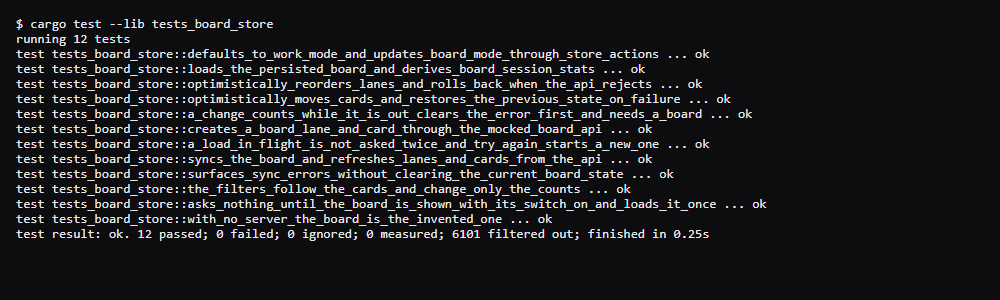 $ cargo test --lib tests_board_store
running 12 tests
test tests_board_store::defaults_to_work_mode_and_updates_board_mode_through_store_actions ... ok
test tests_board_store::loads_the_persisted_board_and_derives_board_session_stats ... ok
test tests_board_store::optimistically_reorders_lanes_and_rolls_back_when_the_api_rejects ... ok
test tests_board_store::optimistically_moves_cards_and_restores_the_previous_state_on_failure ... ok
test tests_board_store::a_change_counts_while_it_is_out_clears_the_error_first_and_needs_a_board ... ok
test tests_board_store::creates_a_board_lane_and_card_through_the_mocked_board_api ... ok
test tests_board_store::a_load_in_flight_is_not_asked_twice_and_try_again_starts_a_new_one ... ok
test tests_board_store::syncs_the_board_and_refreshes_lanes_and_cards_from_the_api ... ok
test tests_board_store::surfaces_sync_errors_without_clearing_the_current_board_state ... ok
test tests_board_store::the_filters_follow_the_cards_and_change_only_the_counts ... ok
test tests_board_store::asks_nothing_until_the_board_is_shown_with_its_switch_on_and_loads_it_once ... ok
test tests_board_store::with_no_server_the_board_is_the_invented_one ... ok
test result: ok. 12 passed; 0 failed; 0 ignored; 0 measured; 6101 filtered out; finished in 0.25s